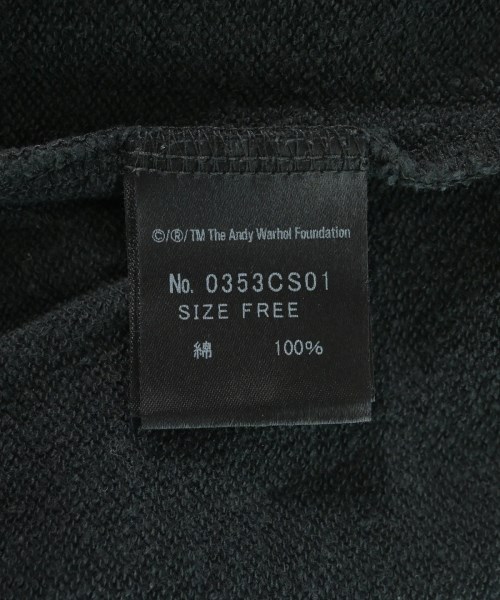 ©/®/TM The Andy Warhol Foundation
No. 0353CS01
SIZE FREE
綿 100%